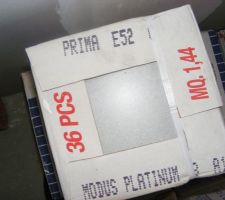 PRIMA E52
36 PCS
MQ. 1,44
MODUS PLATINUM